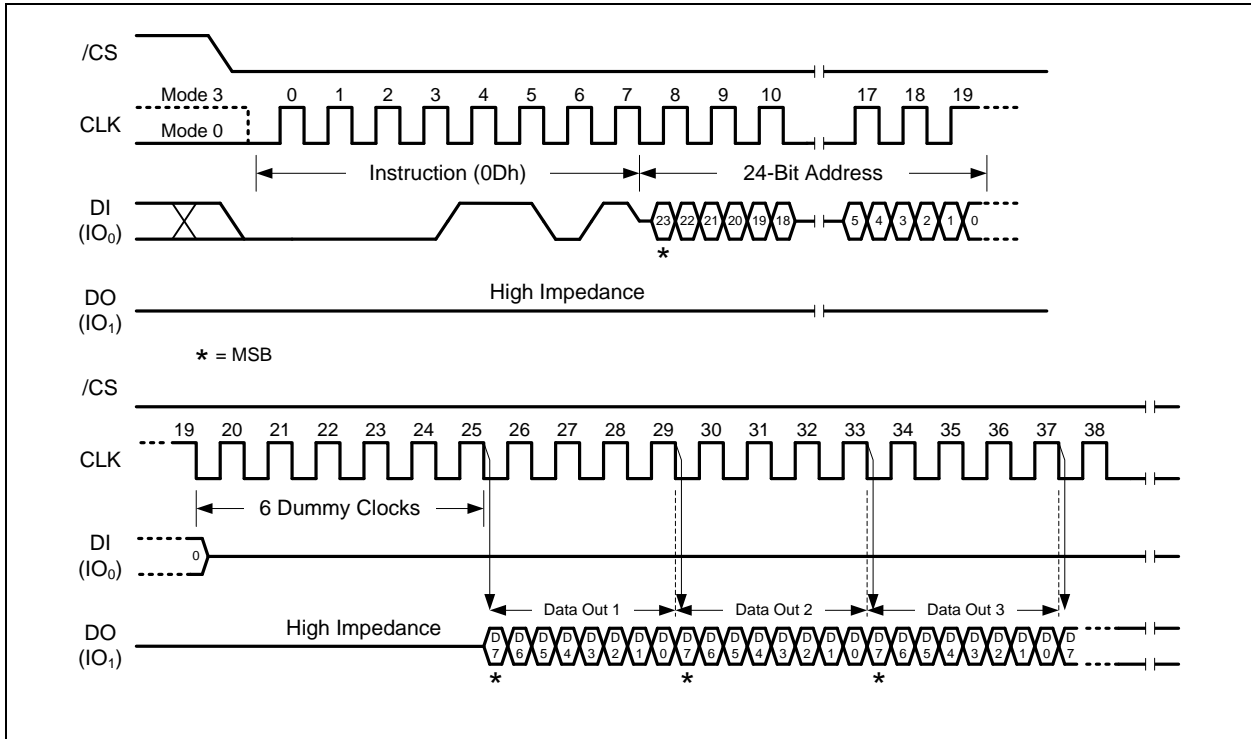 /CS
Mode 3
0 1 2 3 4 5 6 7 8 9 10 17 18 19
CLK
Mode 0
Instruction (0Dh) 24-Bit Address
DI
(IO₀)
23 22 21 20 19 18 5 4 3 2 1 0
*
DO
(IO₁)
High Impedance
* = MSB
/CS
19 20 21 22 23 24 25 26 27 28 29 30 31 32 33 34 35 36 37 38
CLK
6 Dummy Clocks
DI
(IO₀)
0
Data Out 1 Data Out 2 Data Out 3
DO
(IO₁)
High Impedance
D7 D6 D5 D4 D3 D2 D1 D0 D7 D6 D5 D4 D3 D2 D1 D0 D7 D6 D5 D4 D3 D2 D1 D0 D7
* * *